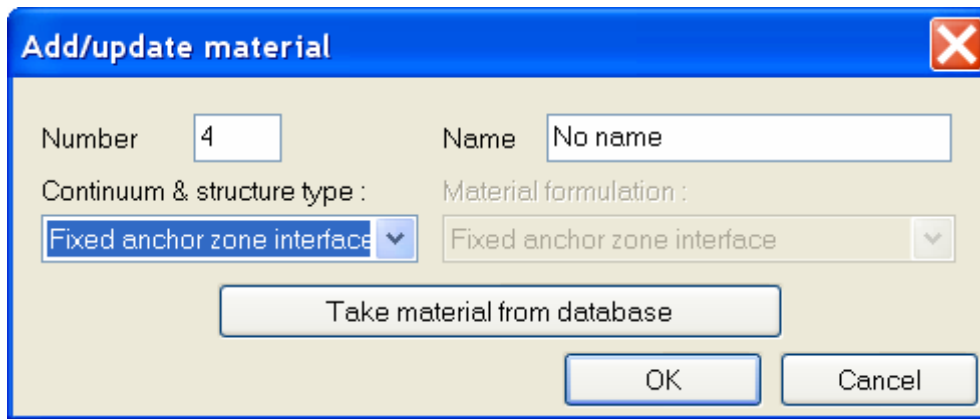 Add/update material
Number 4 Name No name
Continuum & structure type : Material formulation :
Fixed anchor zone interface Fixed anchor zone interface
Take material from database
OK Cancel